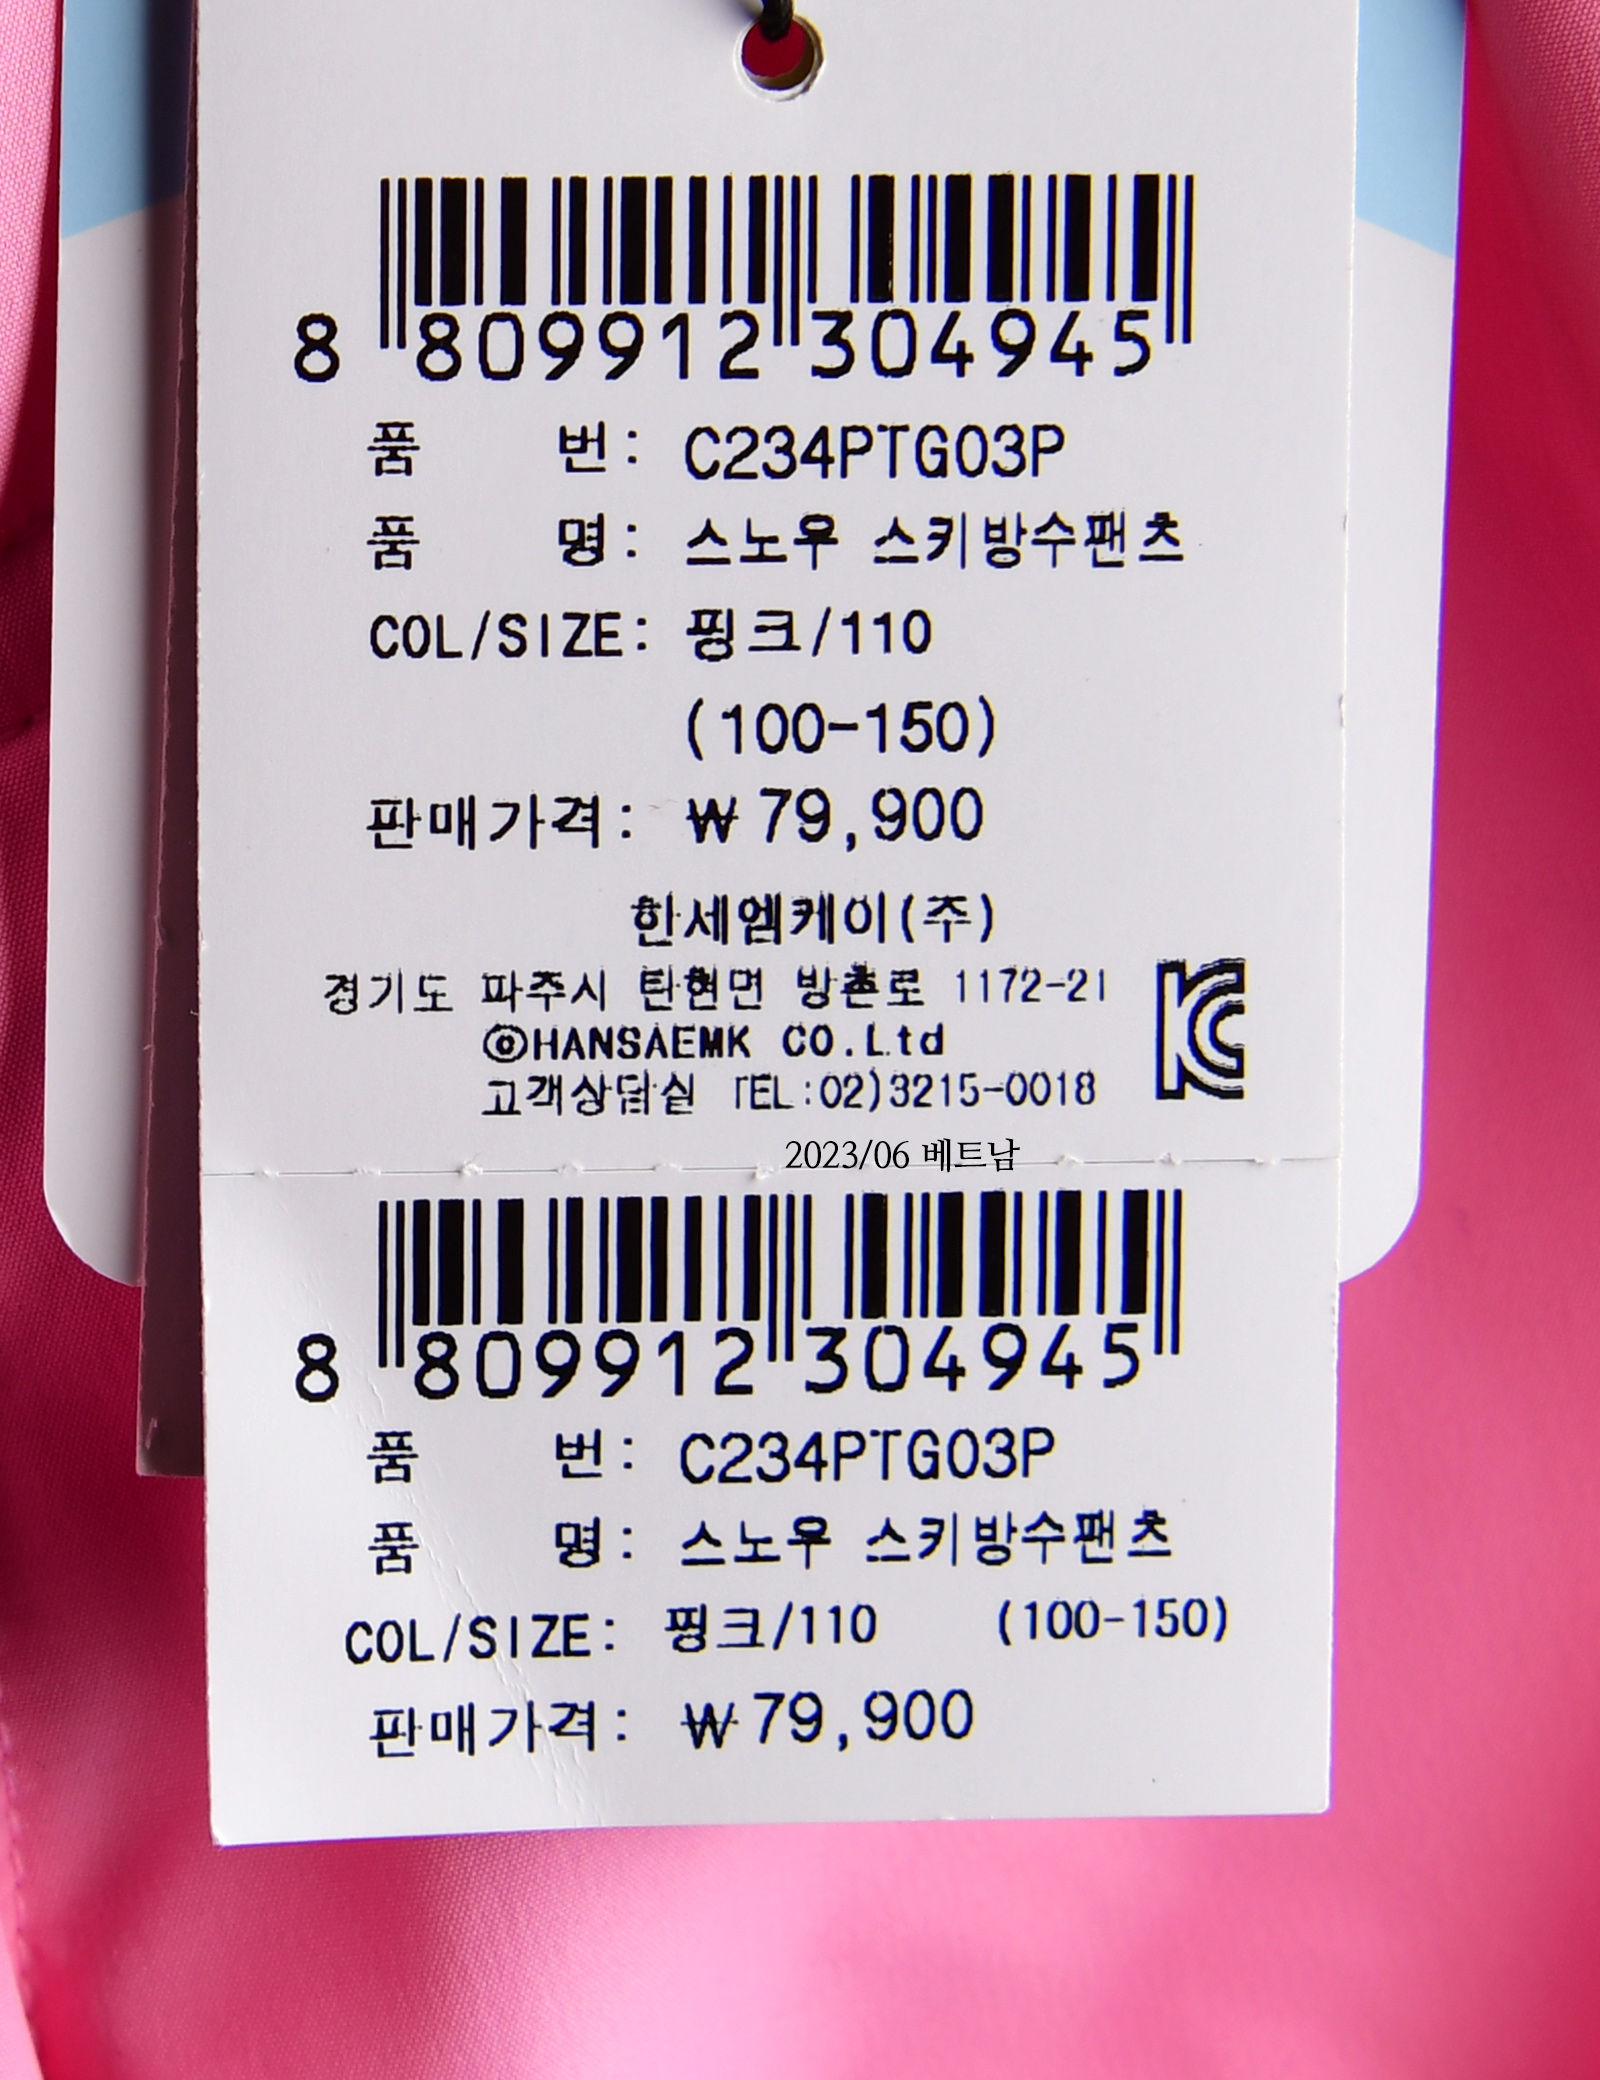 8 809912 304945
품 번: C234PTG03P
품 명: 스노우 스키방수팬츠
COL/SIZE: 핑크/110
(100-150)
판매가격: ₩79,900
한세엠케이(주)
경기도 파주시 탄현면 방촌로 1172-21
ⓒHANSAEMK CO.Ltd
고객상담실 TEL:02)3215-0018
KC
2023/06 베트남
8 809912 304945
품 번: C234PTG03P
품 명: 스노우 스키방수팬츠
COL/SIZE: 핑크/110 (100-150)
판매가격: ₩79,900